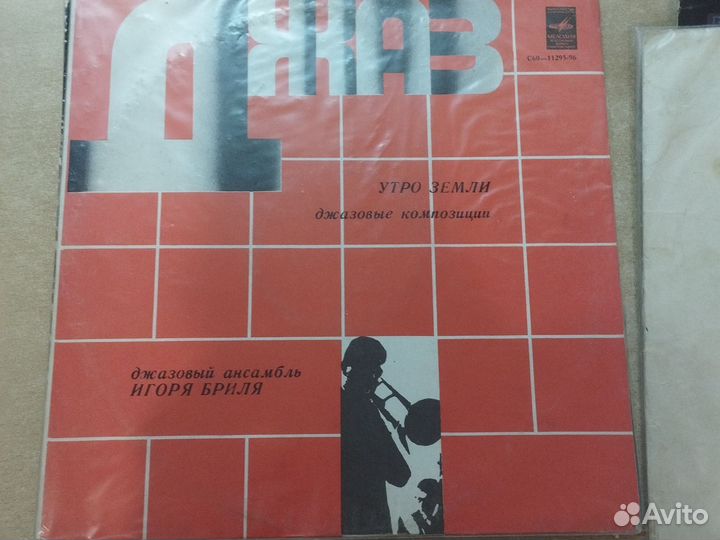 ДЖАЗ
МЕЛОДИЯ
С60—11295-96
УТРО ЗЕМЛИ
джазовые композиции
джазовый ансамбль
ИГОРЯ БРИЛЯ
Avito